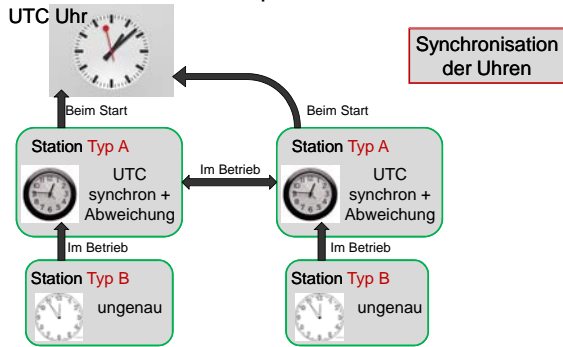 UTC Uhr
Synchronisation
der Uhren
Beim Start
Beim Start
Station Typ A
UTC
synchron +
Abweichung
Im Betrieb
Station Typ A
UTC
synchron +
Abweichung
Im Betrieb
Im Betrieb
Station Typ B
ungenau
Station Typ B
ungenau